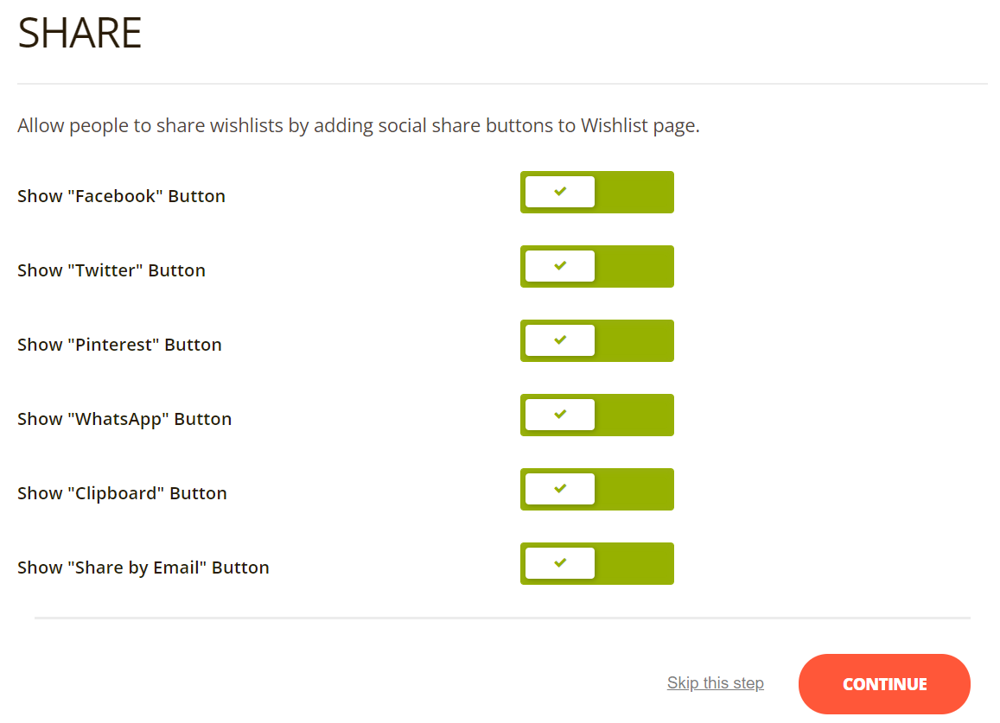 SHARE
Allow people to share wishlists by adding social share buttons to Wishlist page.
Show "Facebook" Button
Show "Twitter" Button
Show "Pinterest" Button
Show "WhatsApp" Button
Show "Clipboard" Button
Show "Share by Email" Button
Skip this step
CONTINUE